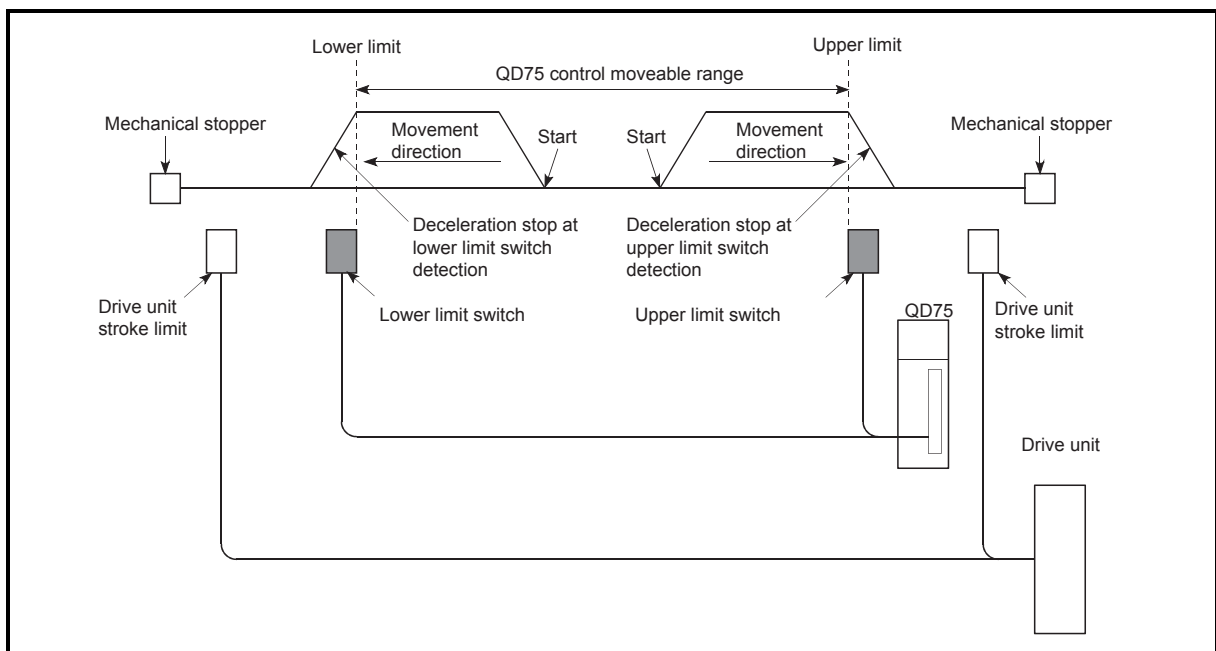 Lower limit
Upper limit
QD75 control moveable range
Mechanical stopper
Movement
direction
Start
Start
Movement
direction
Mechanical stopper
Deceleration stop at
lower limit switch
detection
Deceleration stop at
upper limit switch
detection
Drive unit
stroke limit
Lower limit switch
Upper limit switch
QD75
Drive unit
stroke limit
Drive unit